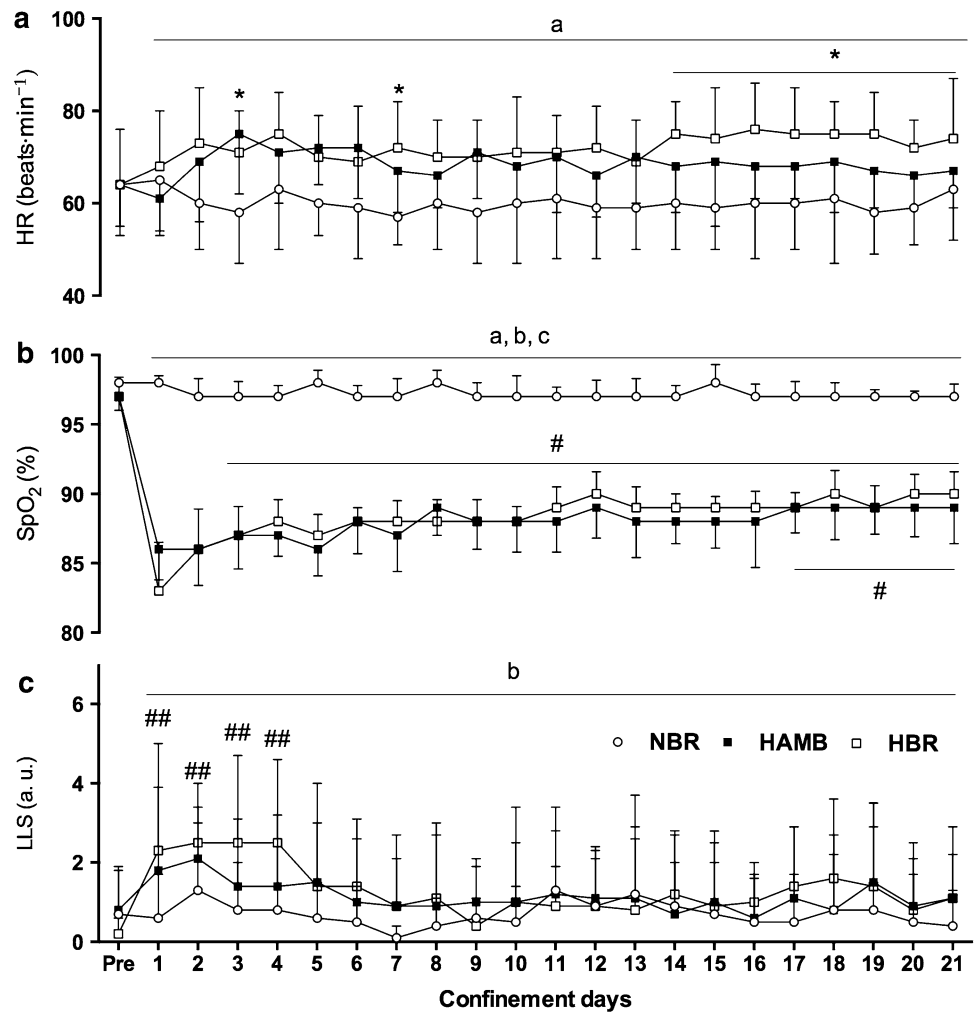 a
100
a
*
*
*
80
60
40
HR (beats·min⁻¹)
b
a, b, c
100
95
#
90
85
#
80
SpO₂ (%)
c
b
6
##
##
##
##
NBR HAMB HBR
4
2
0
LLS (a. u.)
Pre 1 2 3 4 5 6 7 8 9 10 11 12 13 14 15 16 17 18 19 20 21
Confinement days